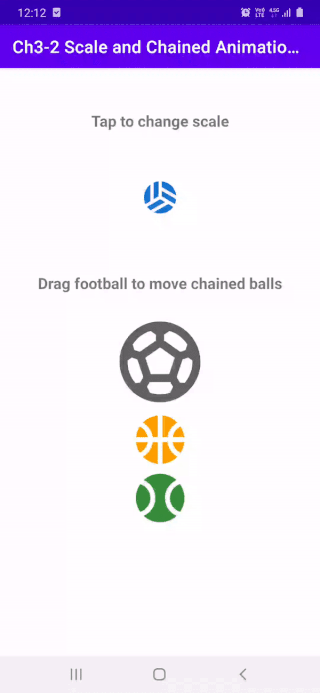 12:12
Ch3-2 Scale and Chained Animatio...
Tap to change scale
Drag football to move chained balls